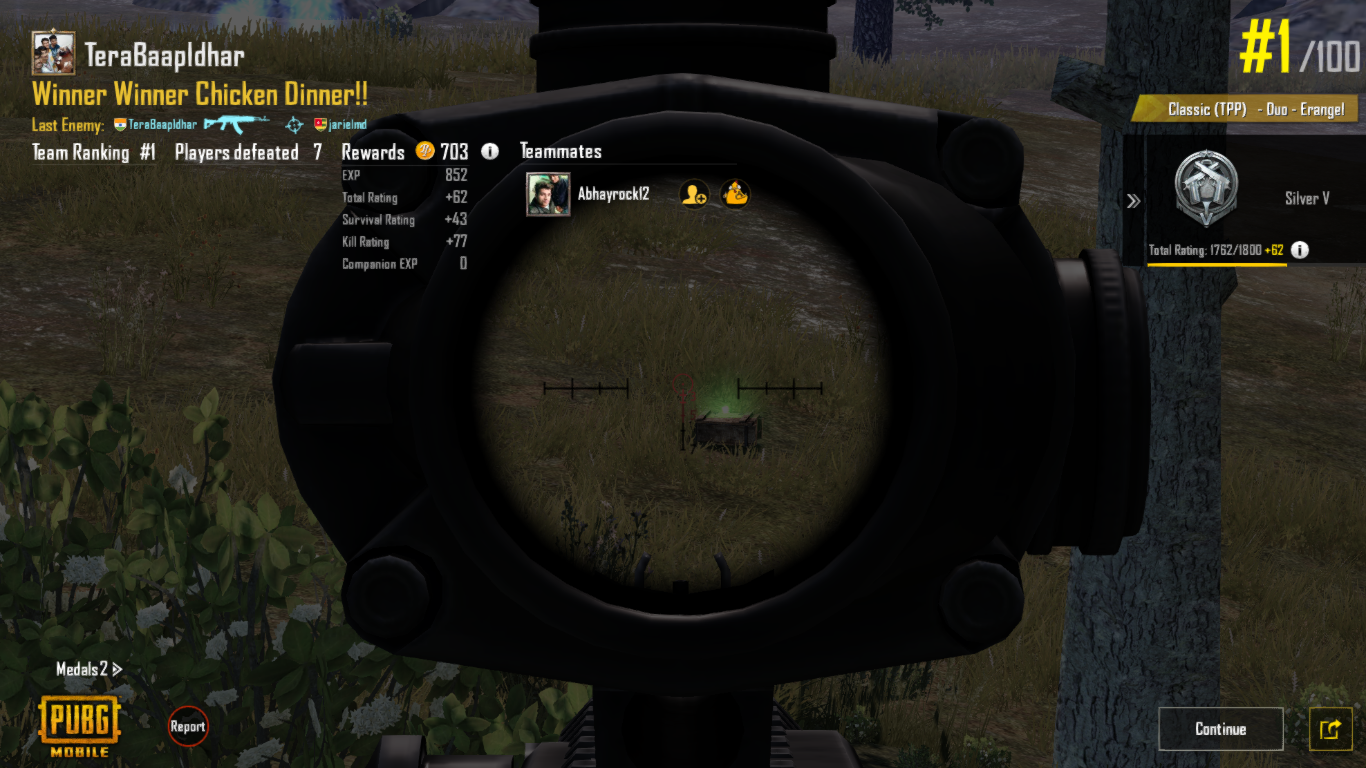 TeraBaapIdhar
Winner Winner Chicken Dinner!!
Last Enemy: TeraBaapIdhar jarielmd
Team Ranking #1 Players defeated 7 Rewards 703 i
EXP 852
Total Rating +62
Survival Rating +43
Kill Rating +77
Companion EXP 0
Teammates
Abhayrock12
#1/100
Classic (TPP) - Duo - Erangel
Silver V
Total Rating: 1762/1800 +62 i
Medals 2
PUBG
MOBILE
Report
Continue